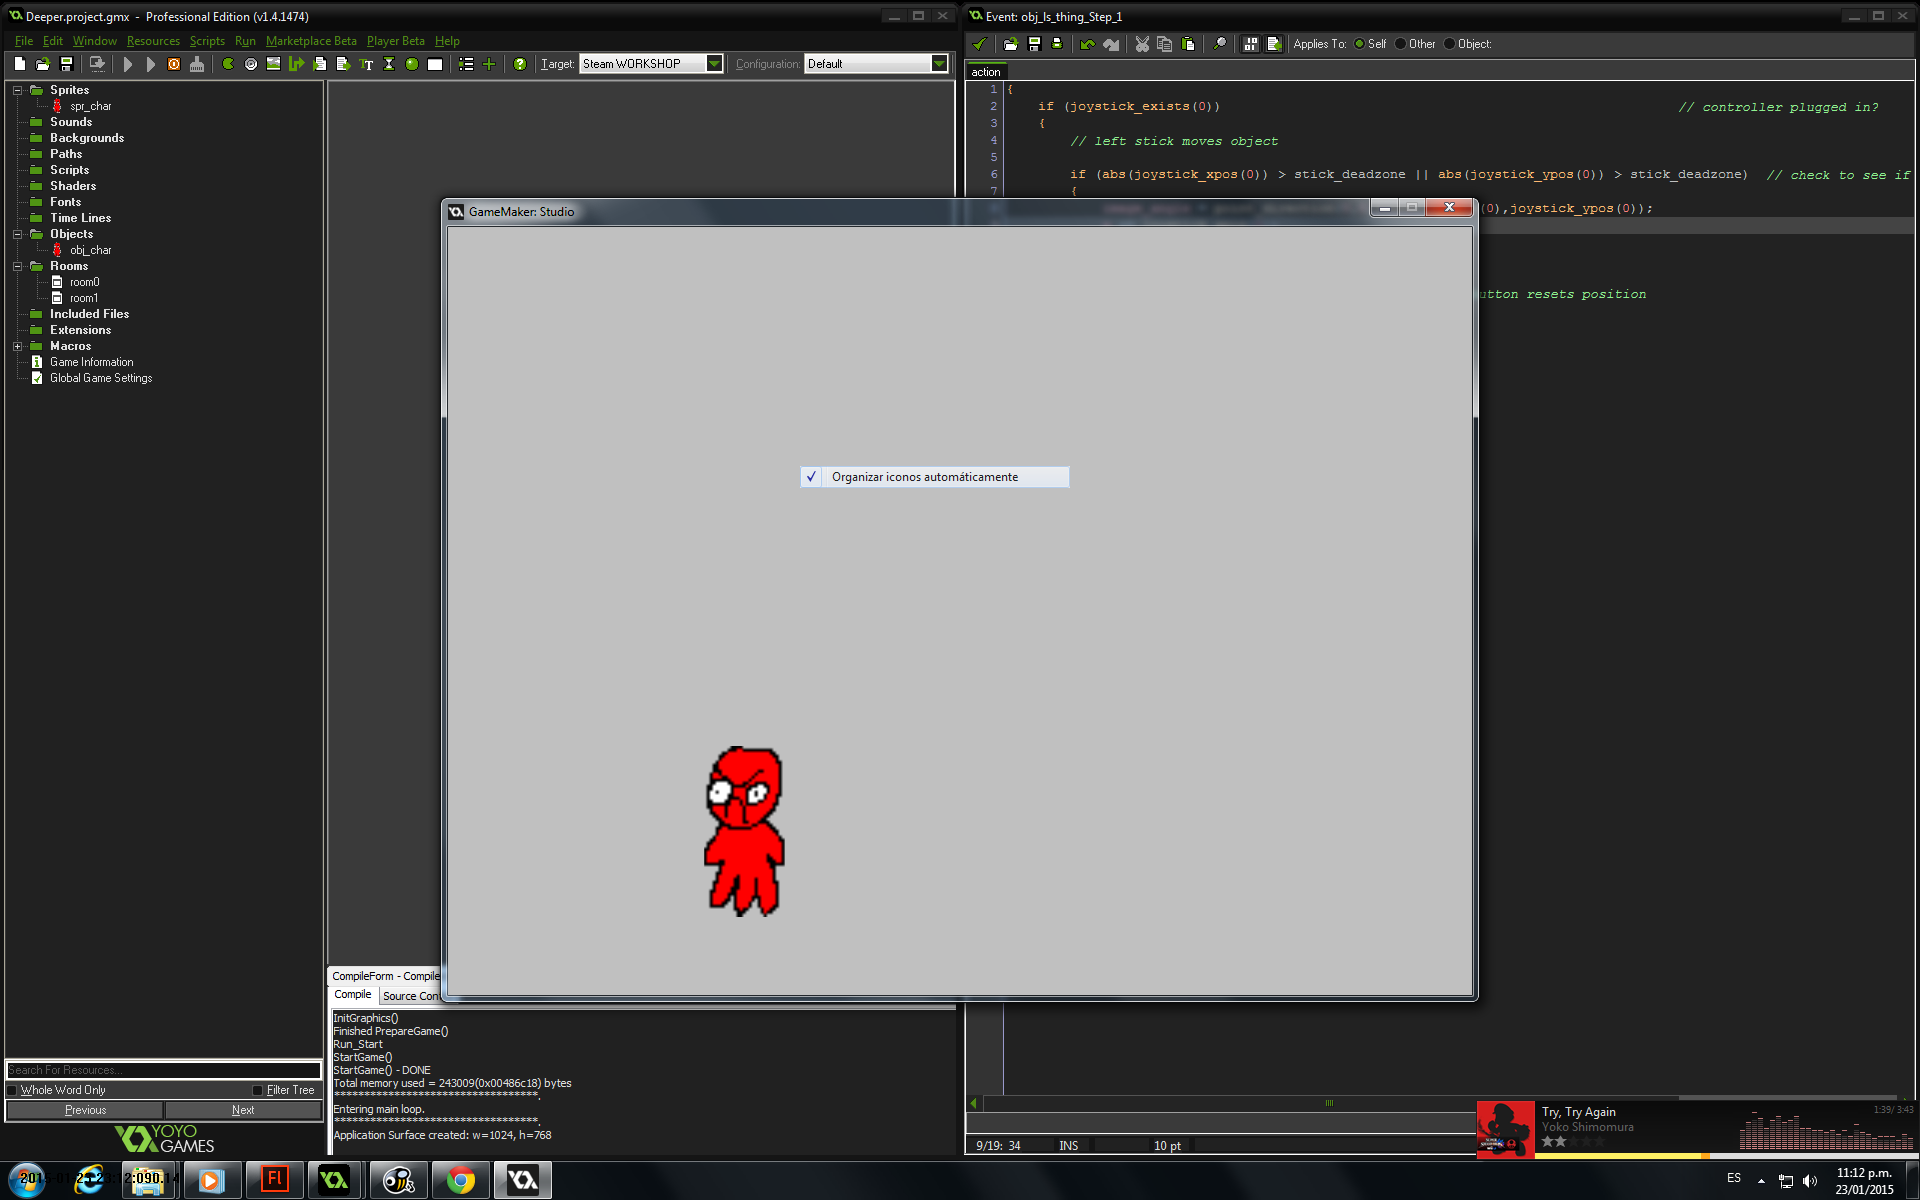 Deeper.project.gmx - Professional Edition (v1.4.1474)
File Edit Window Resources Scripts Run Marketplace Beta Player Beta Help
Target: Steam WORKSHOP Configuration: Default
Sprites
spr_char
Sounds
Backgrounds
Paths
Scripts
Shaders
Fonts
Time Lines
Objects
obj_char
Rooms
room0
room1
Included Files
Extensions
Macros
Game Information
Global Game Settings
Search For Resources...
Whole Word Only Filter Tree
Previous Next
YOYO
GAMES
Event: obj_ls_thing_Step_1
Applies To: Self Other Object:
action
1 {
2 if (joystick_exists(0)) // controller plugged in?
3 {
4 // left stick moves object
5
6 if (abs(joystick_xpos(0)) > stick_deadzone || abs(joystick_ypos(0)) > stick_deadzone) // check to see if
7 {
(0),joystick_ypos(0));
utton resets position
GameMaker: Studio
✓ Organizar iconos automáticamente
CompileForm - Compile
Compile Source Con
InitGraphics()
Finished PrepareGame()
Run_Start
StartGame()
StartGame() - DONE
Total memory used = 243009(0x00486c18) bytes
***************************************.
Entering main loop.
***************************************.
Application Surface created: w=1024, h=768
9/19: 34 INS 10 pt
Try, Try Again 1:39/ 3:43
Yoko Shimomura
Fl
ES 11:12 p.m.
23/01/2015